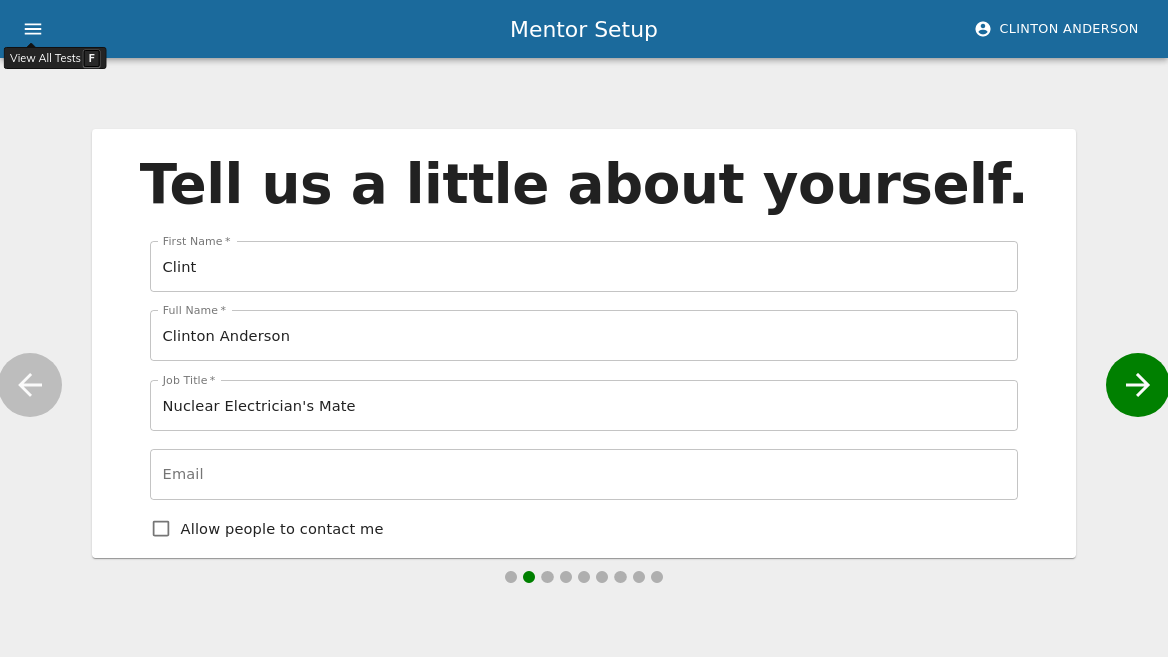 Mentor Setup
CLINTON ANDERSON
View All Tests F
Tell us a little about yourself.
First Name *
Clint
Full Name *
Clinton Anderson
Job Title *
Nuclear Electrician's Mate
Email
Allow people to contact me